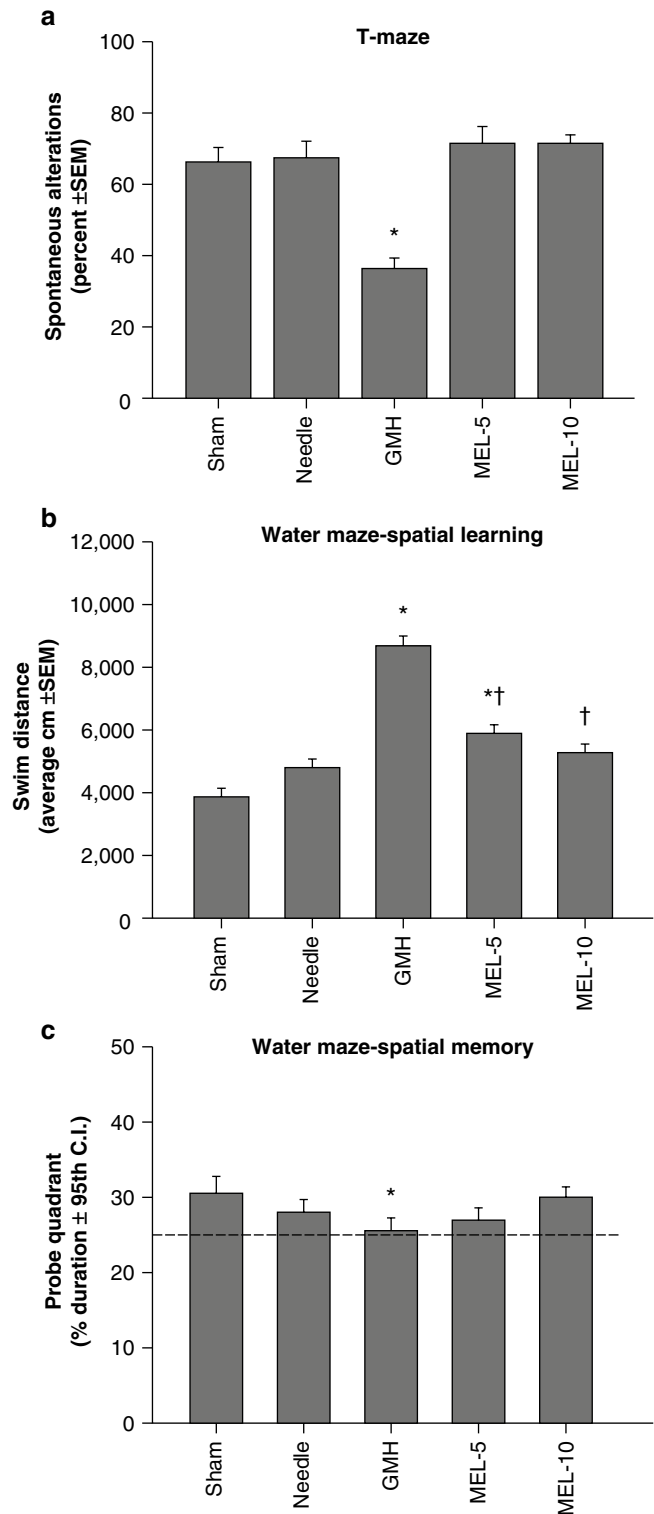 a
T-maze
Spontaneous alterations
(percent ±SEM)
100
80
60
40
20
0
*
Sham
Needle
GMH
MEL-5
MEL-10
b
Water maze-spatial learning
Swim distance
(average cm ±SEM)
12,000
10,000
8,000
6,000
4,000
2,000
0
*
*†
†
Sham
Needle
GMH
MEL-5
MEL-10
c
Water maze-spatial memory
Probe quadrant
(% duration ± 95th C.I.)
50
40
30
20
10
0
*
Sham
Needle
GMH
MEL-5
MEL-10